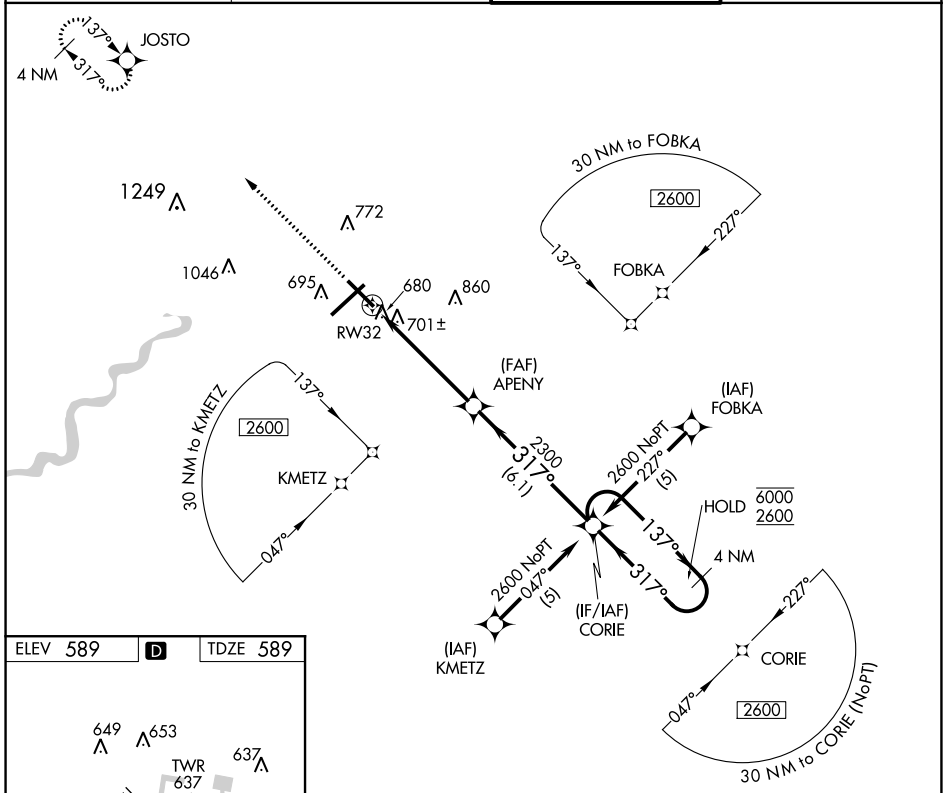 137°
JOSTO
4 NM
317°
30 NM to FOBKA
2600
1249
772
137°
227°
FOBKA
1046
695
680
860
701±
RW32
(FAF)
APENY
(IAF)
FOBKA
30 NM to KMETZ
137°
2600
KMETZ
047°
2300
317°
(6.1)
2600 NoPT
227°
(5)
HOLD
6000
2600
137°
4 NM
317°
2600 NoPT
047°
(5)
(IF/IAF)
CORIE
(IAF)
KMETZ
227°
CORIE
047°
2600
30 NM to CORIE (NoPT)
ELEV 589
D
TDZE 589
649
653
TWR
637
637